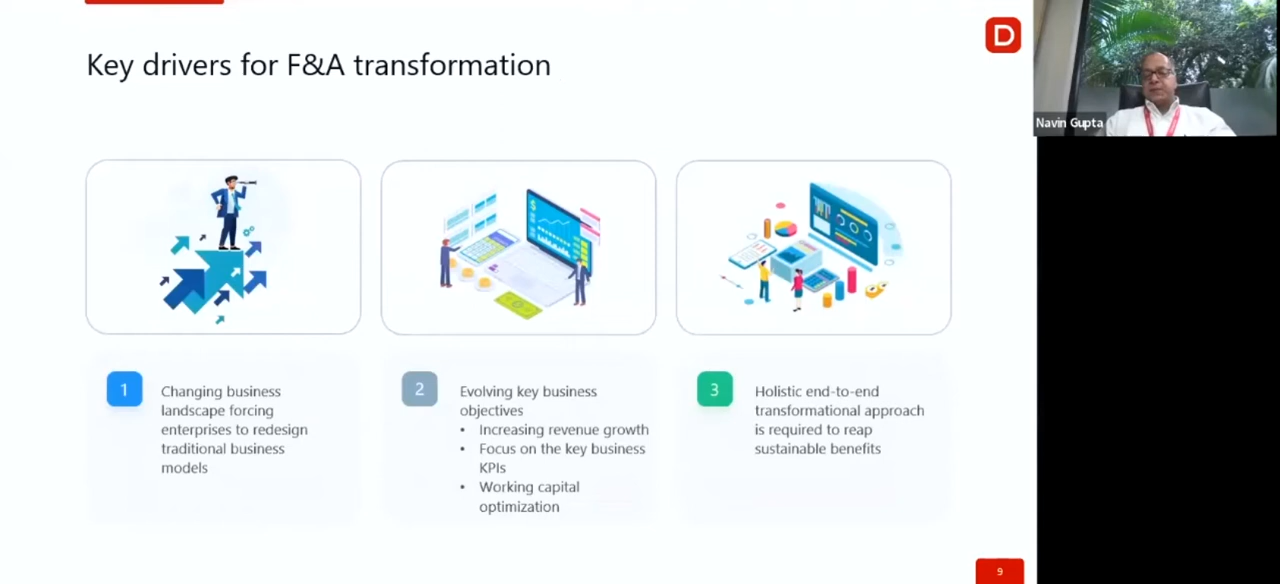 Key drivers for F&A transformation
D
Navin Gupta
1
Changing business
landscape forcing
enterprises to redesign
traditional business
models
2
Evolving key business
objectives
• Increasing revenue growth
• Focus on the key business
KPIs
• Working capital
optimization
3
Holistic end-to-end
transformational approach
is required to reap
sustainable benefits
9